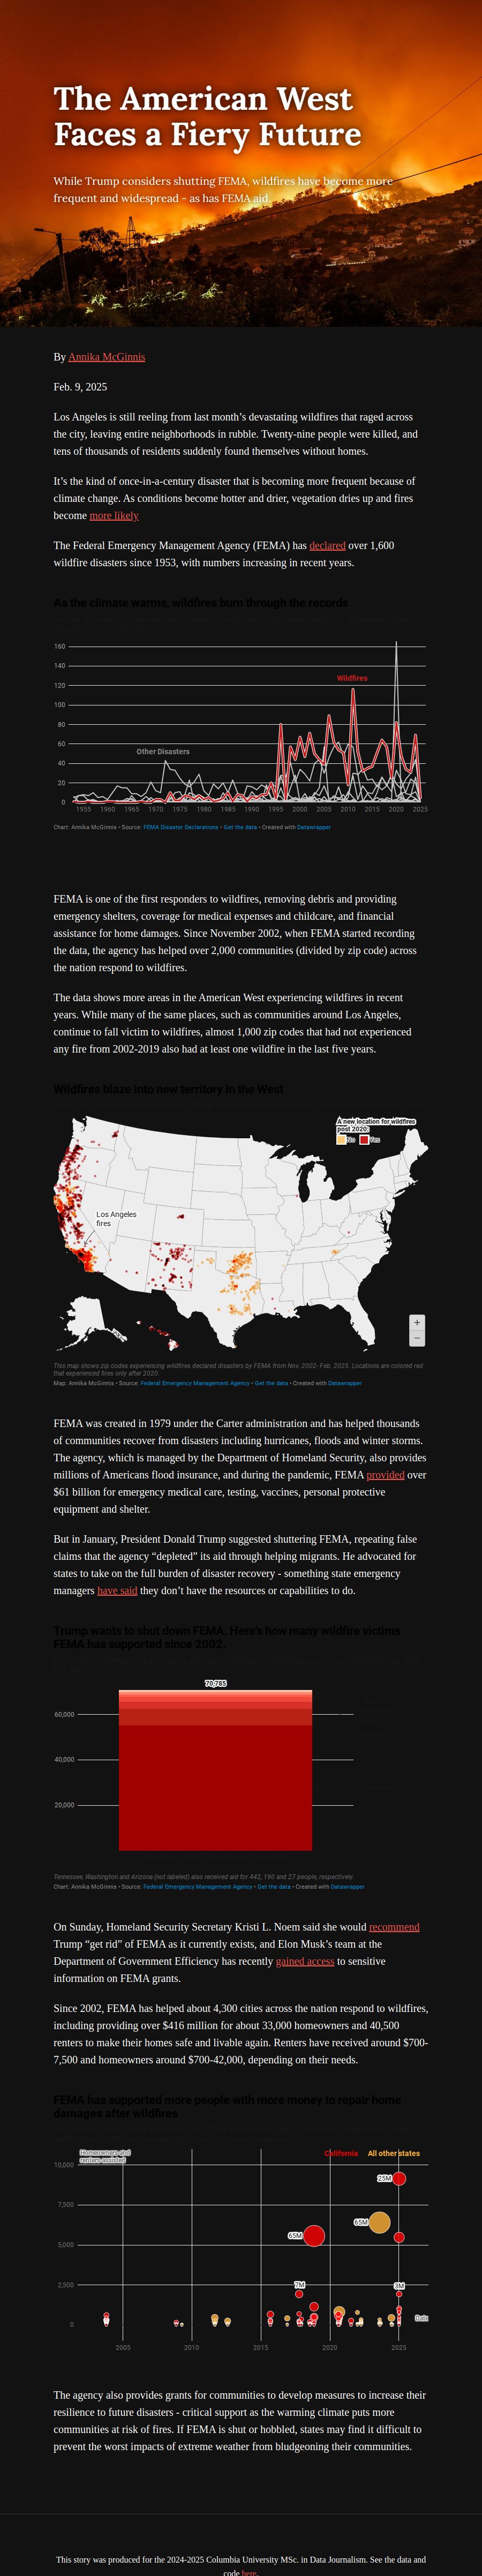 The American West
Faces a Fiery Future
While Trump considers shutting FEMA, wildfires have become more
frequent and widespread - as has FEMA aid
By Annika McGinnis
Feb. 9, 2025
Los Angeles is still reeling from last month’s devastating wildfires that raged across
the city, leaving entire neighborhoods in rubble. Twenty-nine people were killed, and
tens of thousands of residents suddenly found themselves without homes.
It’s the kind of once-in-a-century disaster that is becoming more frequent because of
climate change. As conditions become hotter and drier, vegetation dries up and fires
become more likely
The Federal Emergency Management Agency (FEMA) has declared over 1,600
wildfire disasters since 1953, with numbers increasing in recent years.
As the climate warms, wildfires burn through the records
160
140
120
100
80
60
40
20
0
Wildfires
Other Disasters
1955 1960 1965 1970 1975 1980 1985 1990 1995 2000 2005 2010 2015 2020 2025
Chart: Annika McGinnis • Source: FEMA Disaster Declarations • Get the data • Created with Datawrapper
FEMA is one of the first responders to wildfires, removing debris and providing
emergency shelters, coverage for medical expenses and childcare, and financial
assistance for home damages. Since November 2002, when FEMA started recording
the data, the agency has helped over 2,000 communities (divided by zip code) across
the nation respond to wildfires.
The data shows more areas in the American West experiencing wildfires in recent
years. While many of the same places, such as communities around Los Angeles,
continue to fall victim to wildfires, almost 1,000 zip codes that had not experienced
any fire from 2002-2019 also had at least one wildfire in the last five years.
Wildfires blaze into new territory in the West
A new location for wildfires
post 2020:
No Yes
Los Angeles
fires
+
−
This map shows zip codes experiencing wildfires declared disasters by FEMA from Nov. 2002- Feb. 2025. Locations are colored red
that experienced fires only after 2020.
Map: Annika McGinnis • Source: Federal Emergency Management Agency • Get the data • Created with Datawrapper
FEMA was created in 1979 under the Carter administration and has helped thousands
of communities recover from disasters including hurricanes, floods and winter storms.
The agency, which is managed by the Department of Homeland Security, also provides
millions of Americans flood insurance, and during the pandemic, FEMA provided over
$61 billion for emergency medical care, testing, vaccines, personal protective
equipment and shelter.
But in January, President Donald Trump suggested shuttering FEMA, repeating false
claims that the agency “depleted” its aid through helping migrants. He advocated for
states to take on the full burden of disaster recovery - something state emergency
managers have said they don’t have the resources or capabilities to do.
Trump wants to shut down FEMA. Here's how many wildfire victims
FEMA has supported since 2002.
70,785
60,000
40,000
20,000
Tennessee, Washington and Arizona (not labeled) also received aid for 442, 190 and 27 people, respectively.
Chart: Annika McGinnis • Source: Federal Emergency Management Agency • Get the data • Created with Datawrapper
On Sunday, Homeland Security Secretary Kristi L. Noem said she would recommend
Trump “get rid” of FEMA as it currently exists, and Elon Musk’s team at the
Department of Government Efficiency has recently gained access to sensitive
information on FEMA grants.
Since 2002, FEMA has helped about 4,300 cities across the nation respond to wildfires,
including providing over $416 million for about 33,000 homeowners and 40,500
renters to make their homes safe and livable again. Renters have received around $700-
7,500 and homeowners around $700-42,000, depending on their needs.
FEMA has supported more people with more money to repair home
damages after wildfires
Homeowners and
renters assisted
California All other states
10,000
7,500
5,000
2,500
0
25M
65M
65M
7M
3M
Date
2005 2010 2015 2020 2025
The agency also provides grants for communities to develop measures to increase their
resilience to future disasters - critical support as the warming climate puts more
communities at risk of fires. If FEMA is shut or hobbled, states may find it difficult to
prevent the worst impacts of extreme weather from bludgeoning their communities.
This story was produced for the 2024-2025 Columbia University MSc. in Data Journalism. See the data and
code here.